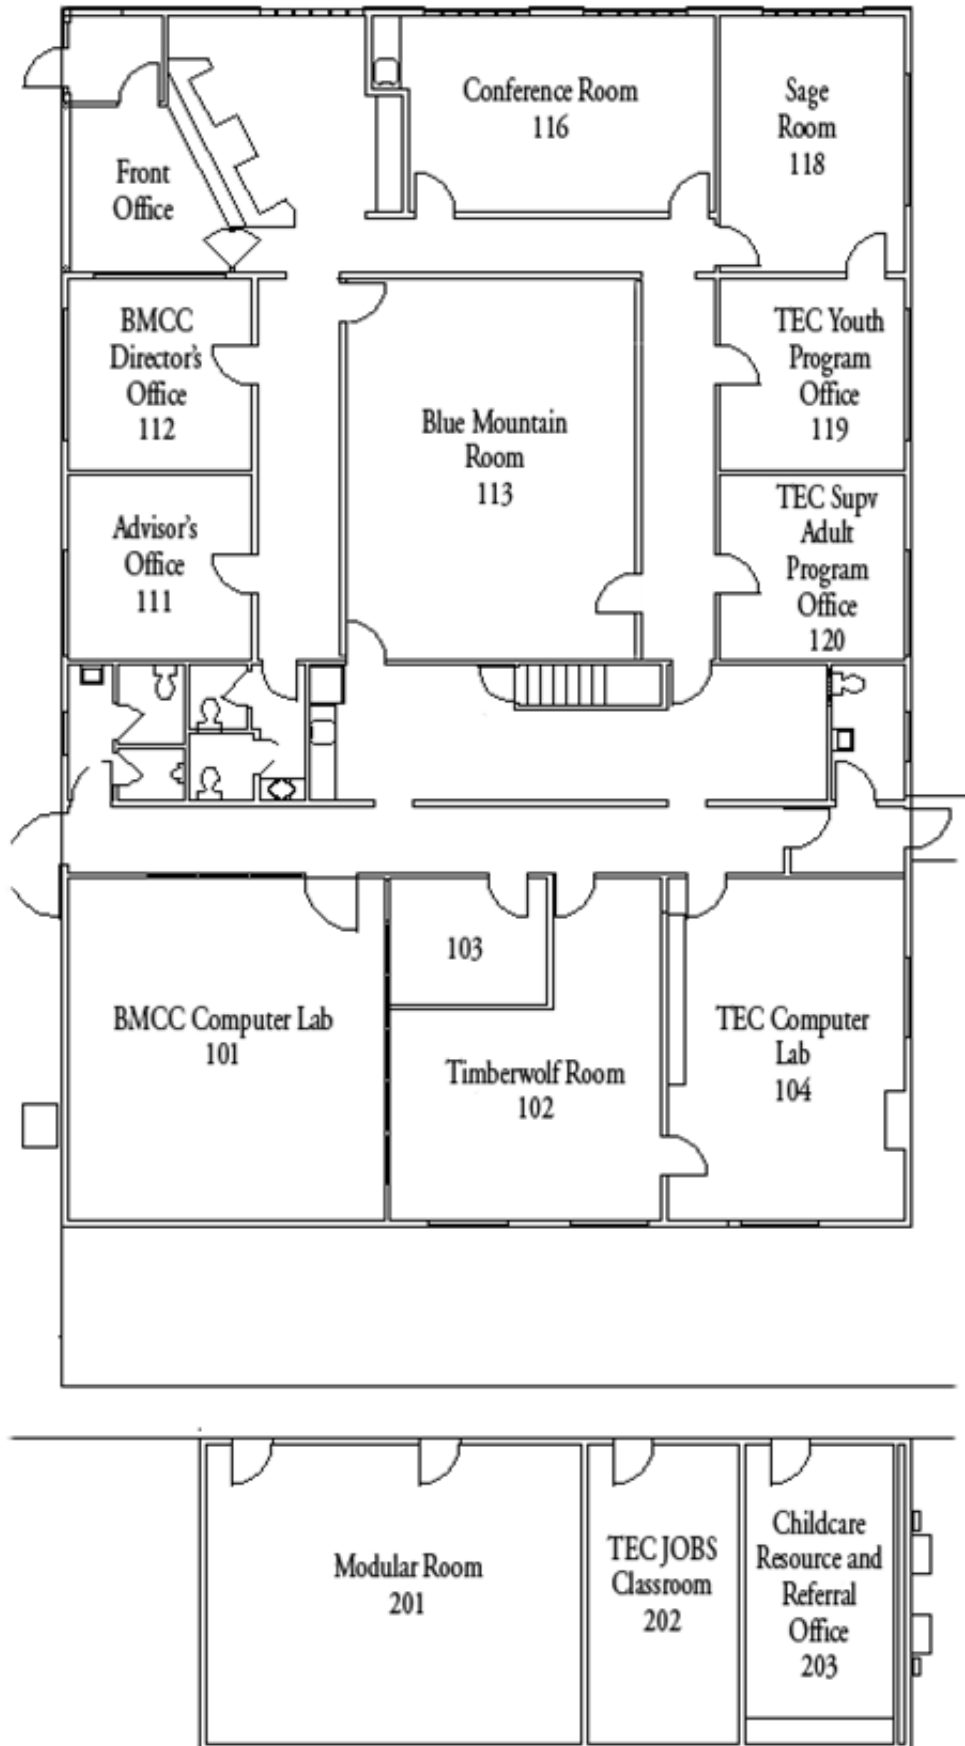 Conference Room
116
Sage
Room
118
Front
Office
BMCC
Director's
Office
112
Blue Mountain
Room
113
TEC Youth
Program
Office
119
Advisor's
Office
111
TEC Supv
Adult
Program
Office
120
103
BMCC Computer Lab
101
Timberwolf Room
102
TEC Computer
Lab
104
Modular Room
201
TEC JOBS
Classroom
202
Childcare
Resource and
Referral
Office
203